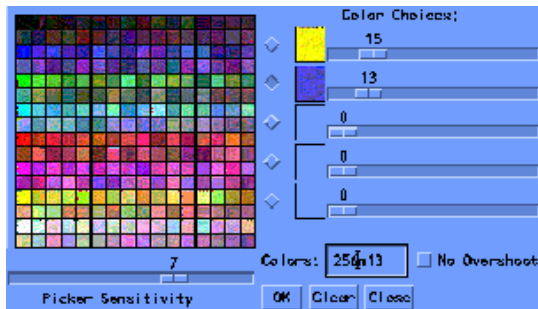 Color Choices:
15
13
0
0
0
7
Picker Sensitivity
Colors:
No Overshoot
OK Clear Close